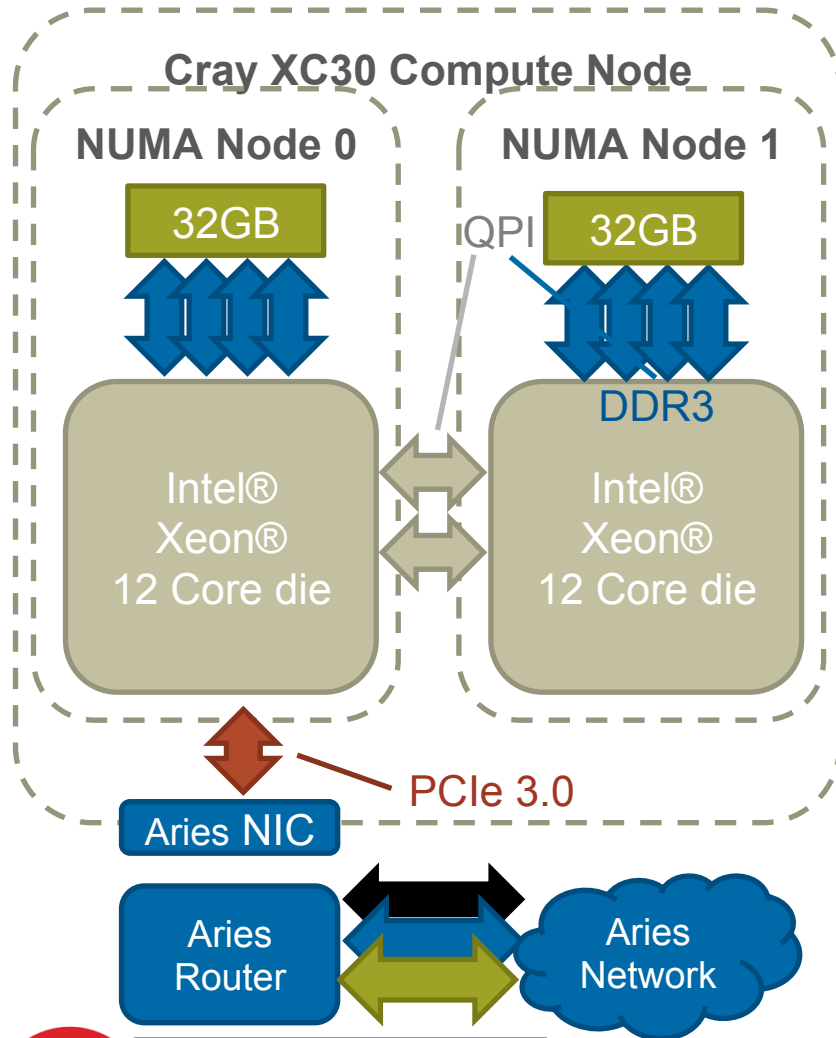 Cray XC30 Compute Node
NUMA Node 0
NUMA Node 1
32GB
QPI
32GB
DDR3
Intel®
Xeon®
12 Core die
Intel®
Xeon®
12 Core die
PCIe 3.0
Aries NIC
Aries
Router
Aries
Network